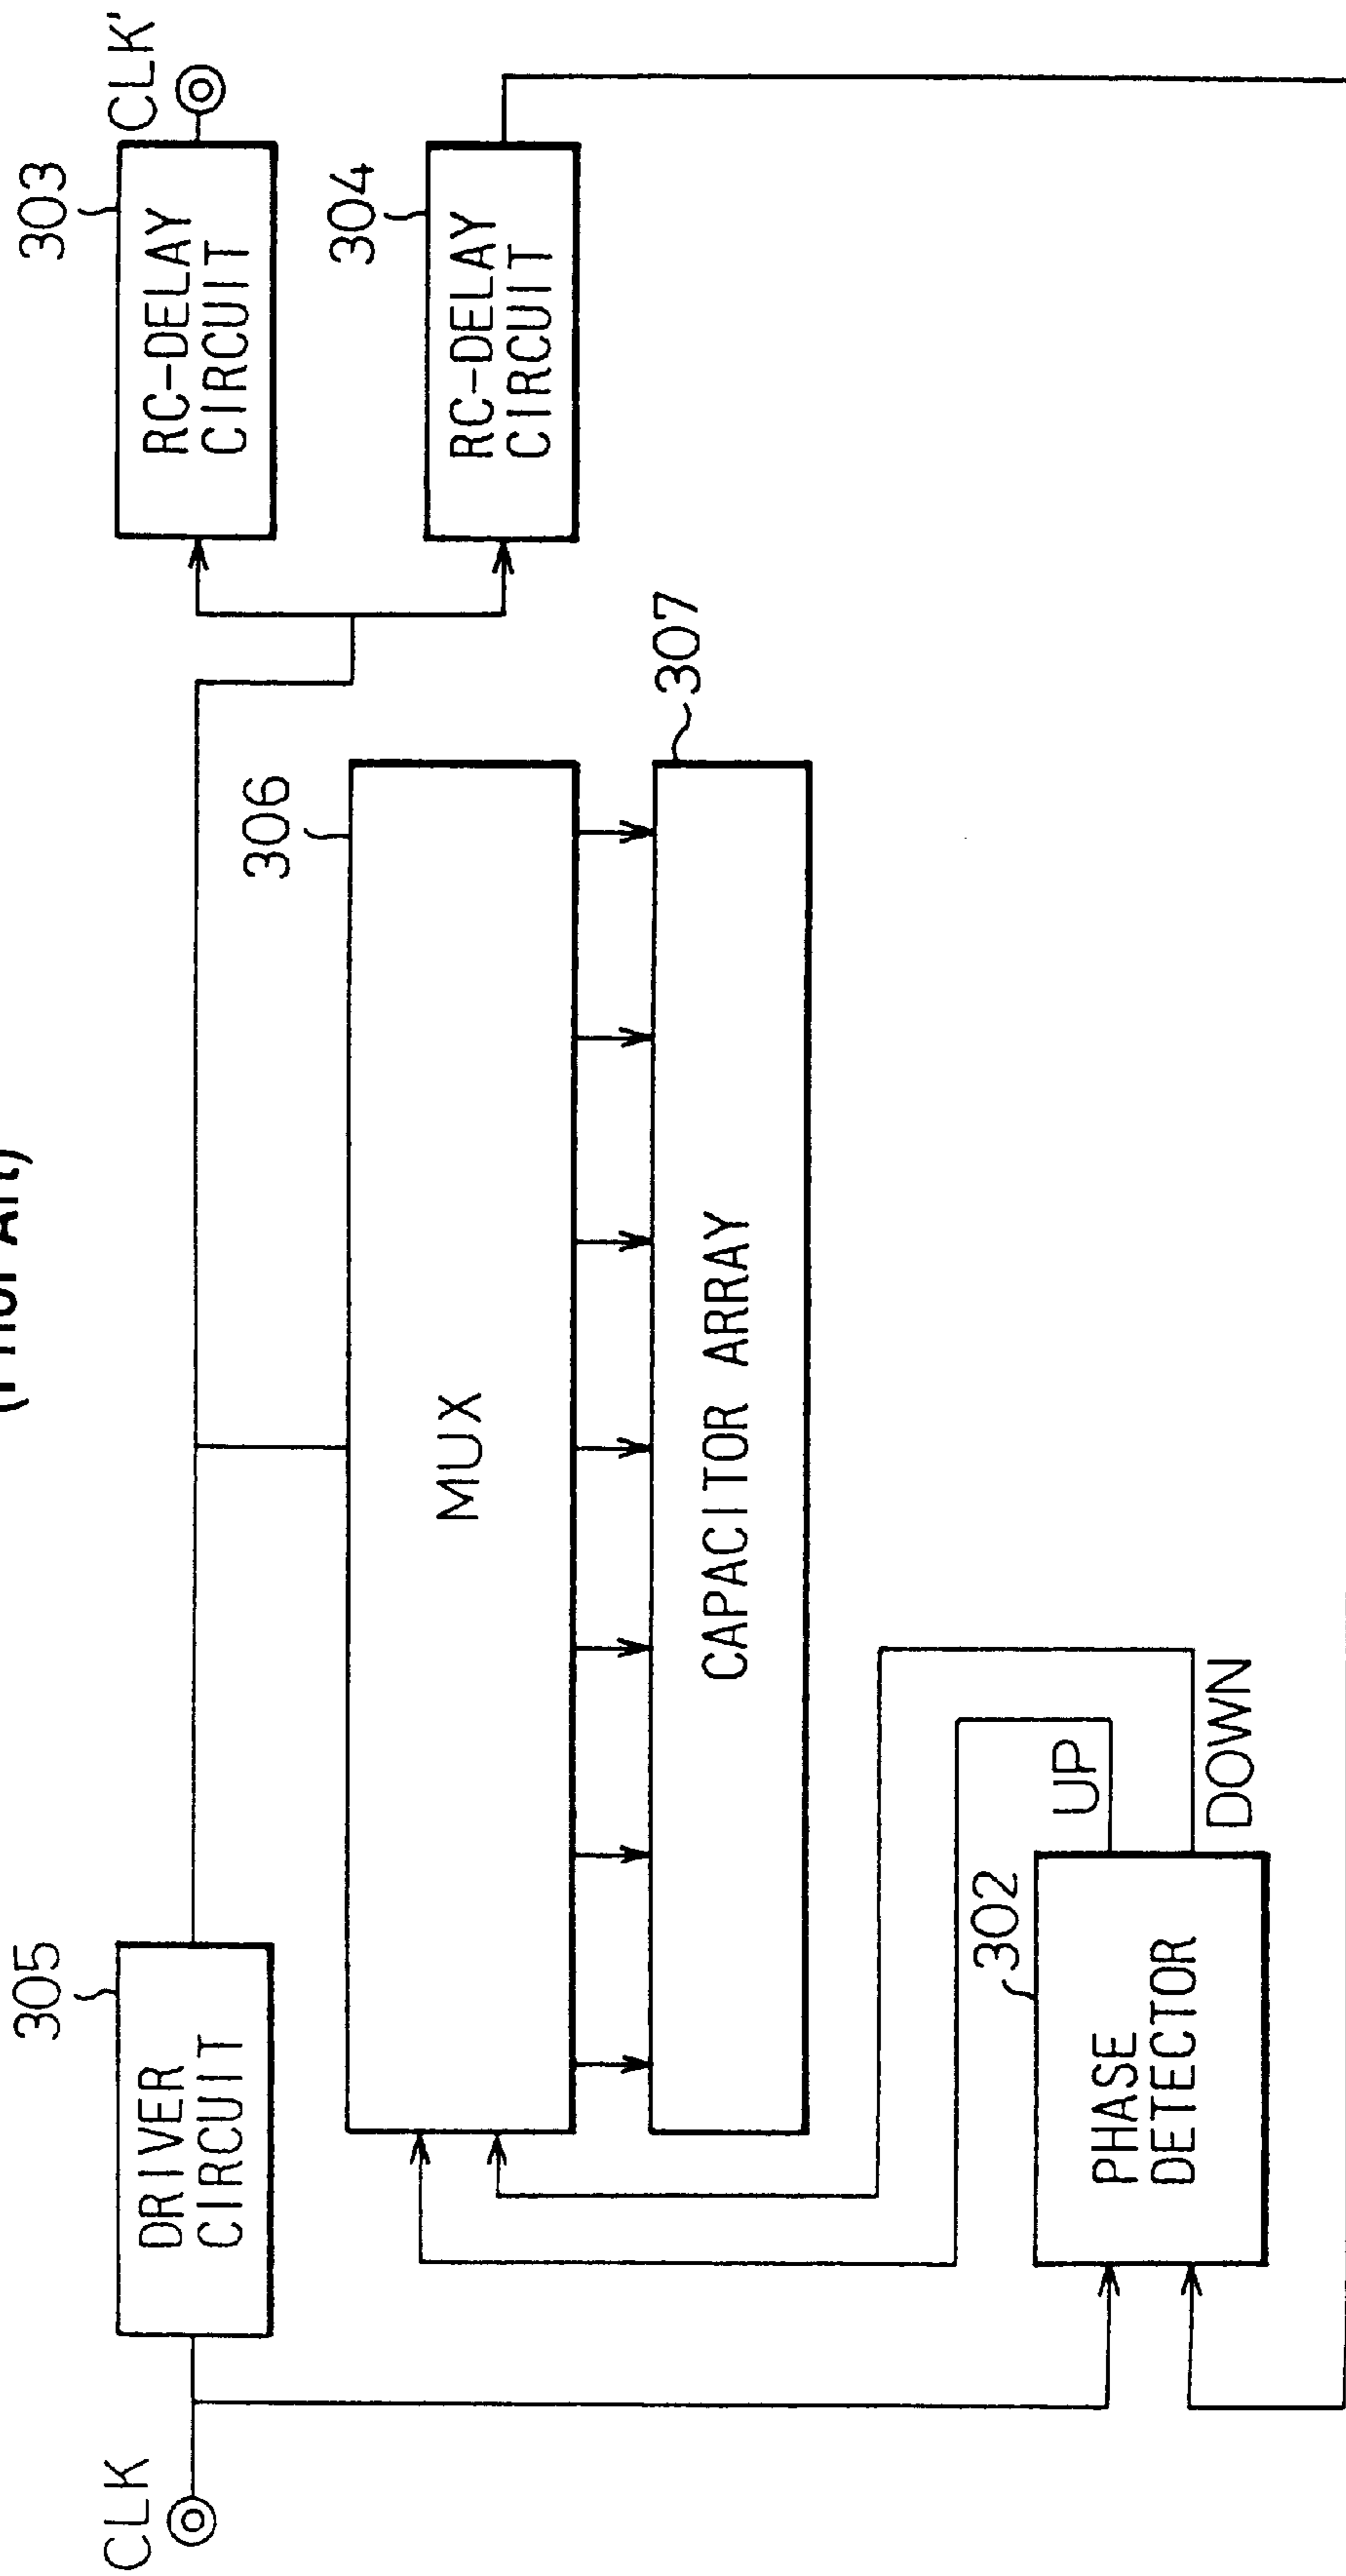 (Prior Art)
CLK
305
DRIVER
CIRCUIT
303
RC-DELAY
CIRCUIT
CLK'
304
RC-DELAY
CIRCUIT
306
MUX
307
CAPACITOR ARRAY
302
PHASE
DETECTOR
UP
DOWN